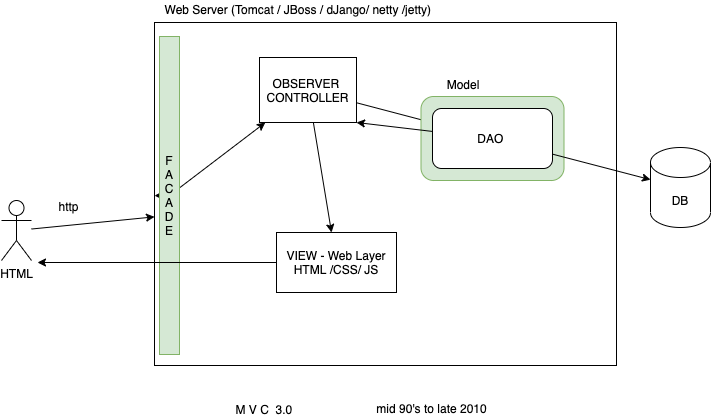 Web Server (Tomcat / JBoss / dJango/ netty /jetty)
OBSERVER
CONTROLLER
Model
DAO
F
A
C
A
D
E
DB
http
HTML
VIEW - Web Layer
HTML /CSS/ JS
M V C 3.0
mid 90's to late 2010